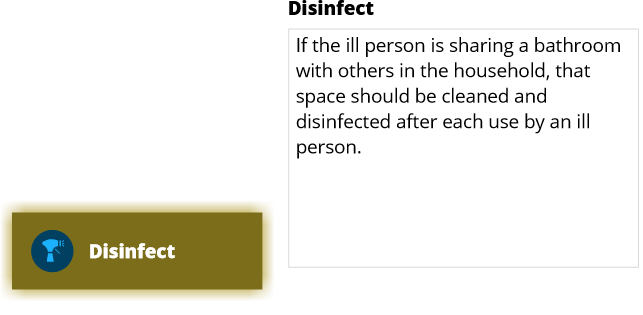 Disinfect
If the ill person is sharing a bathroom
with others in the household, that
space should be cleaned and
disinfected after each use by an ill
person.
Disinfect